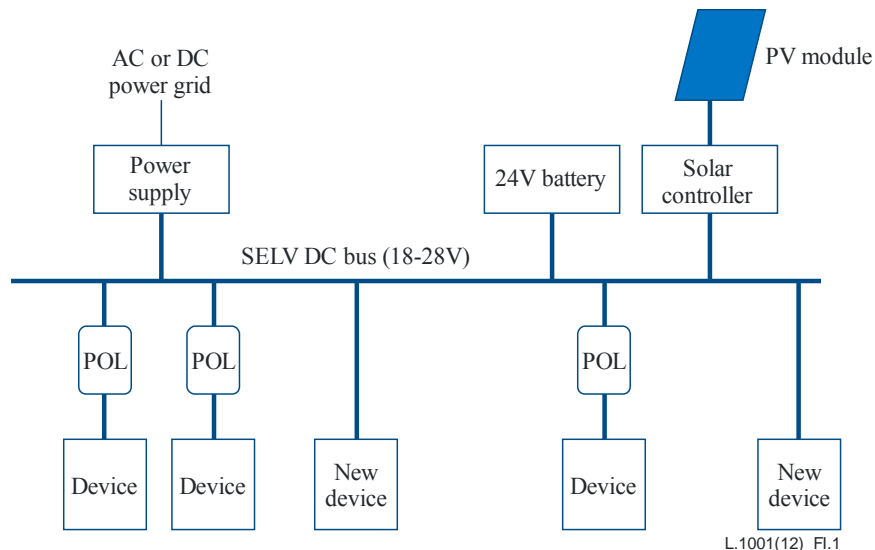 AC or DC
power grid
PV module
Power
supply
24V battery
Solar
controller
SELV DC bus (18-28V)
POL
POL
POL
Device
Device
New
device
Device
New
device
L.1001(12)_FI.1